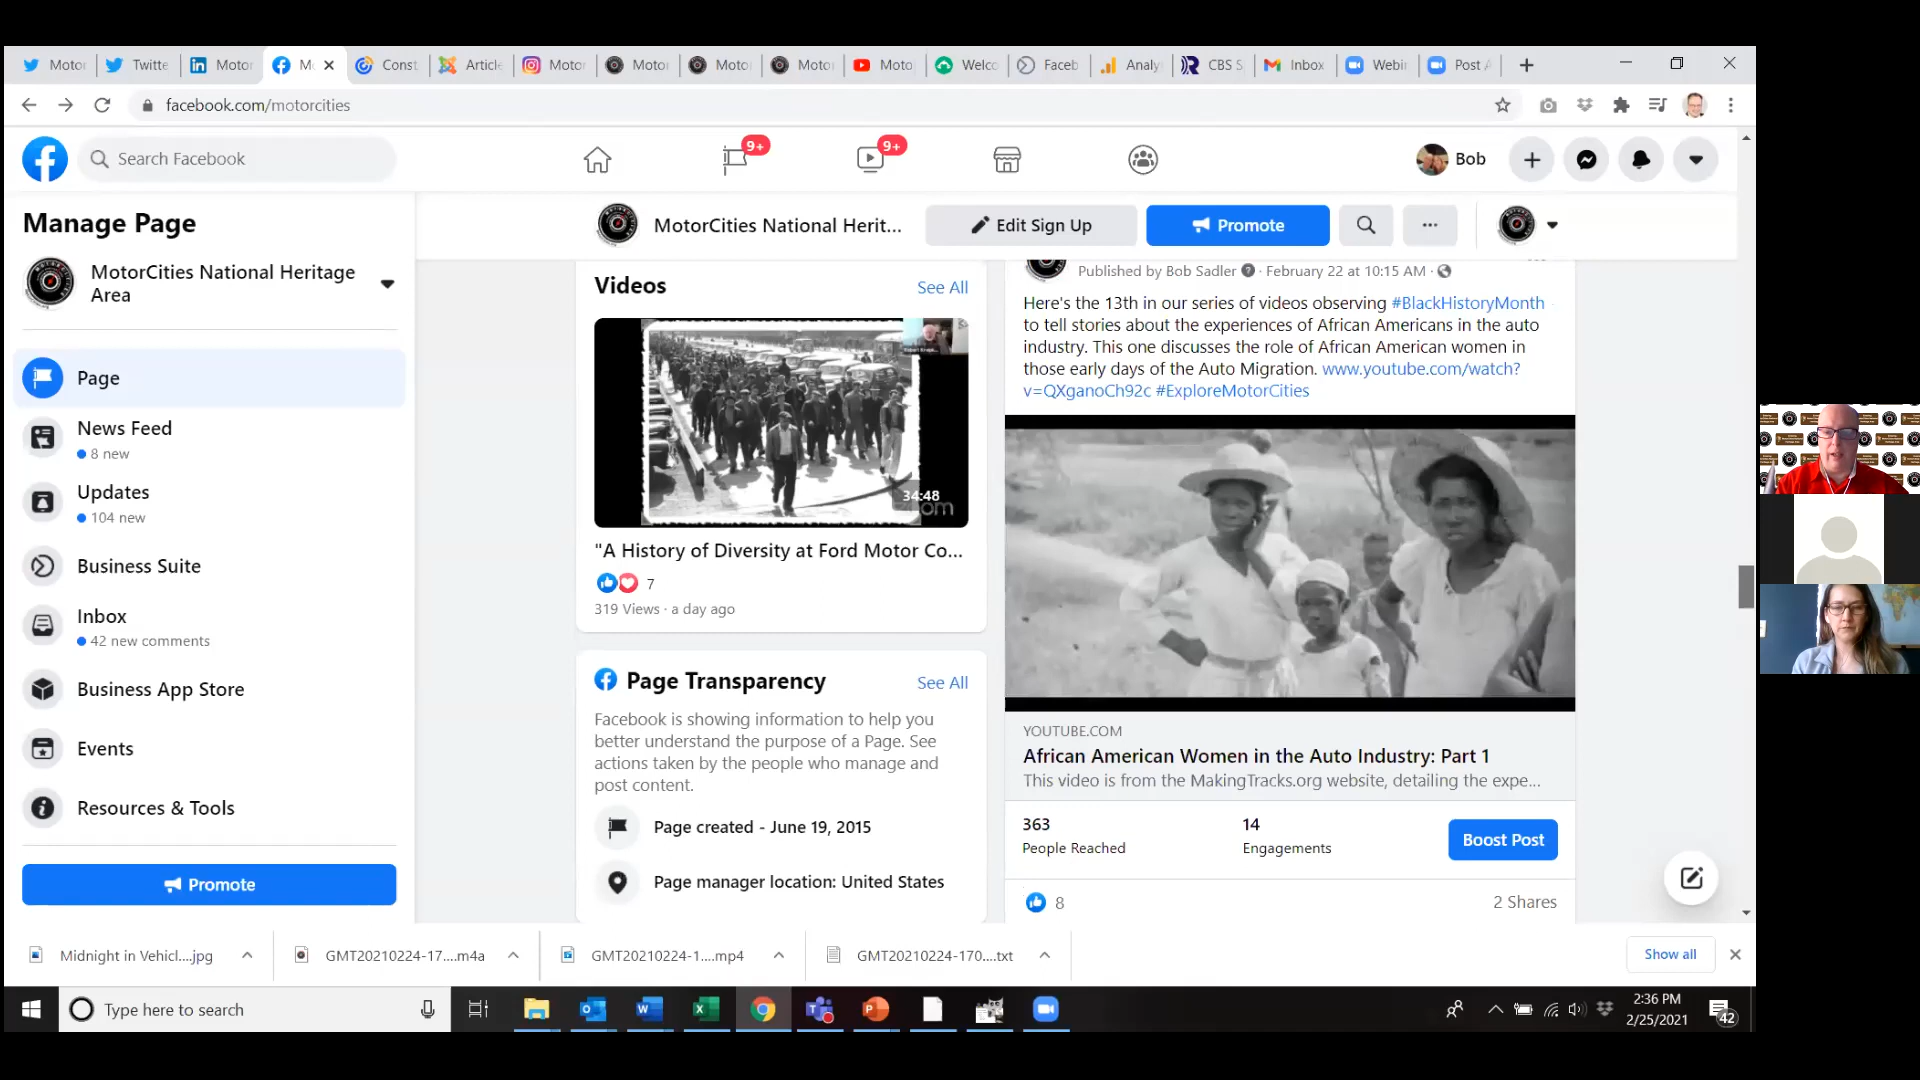 Motor
Twitte
Motor
Mo
Const
Article
Motor
Motor
Motor
Motor
Moto
Welco
Faceb
Analy
CBS S
Inbox
Webir
Post A
facebook.com/motorcities
Search Facebook
9+
9+
Bob
Manage Page
MotorCities National Herit...
Edit Sign Up
Promote
MotorCities National Heritage
Area
Page
News Feed
8 new
Updates
104 new
Business Suite
Inbox
42 new comments
Business App Store
Events
Resources & Tools
Promote
Videos
See All
34:48
zoom
"A History of Diversity at Ford Motor Co...
7
319 Views · a day ago
Page Transparency
See All
Facebook is showing information to help you
better understand the purpose of a Page. See
actions taken by the people who manage and
post content.
Page created - June 19, 2015
Page manager location: United States
Published by Bob Sadler · February 22 at 10:15 AM ·
Here's the 13th in our series of videos observing #BlackHistoryMonth
to tell stories about the experiences of African Americans in the auto
industry. This one discusses the role of African American women in
those early days of the Auto Migration. www.youtube.com/watch?
v=QXganoCh92c #ExploreMotorCities
YOUTUBE.COM
African American Women in the Auto Industry: Part 1
This video is from the MakingTracks.org website, detailing the expe...
363
People Reached
14
Engagements
Boost Post
8
2 Shares
Midnight in Vehicl....jpg
GMT20210224-17....m4a
GMT20210224-1....mp4
GMT20210224-170....txt
Show all
Type here to search
2:36 PM
2/25/2021
42